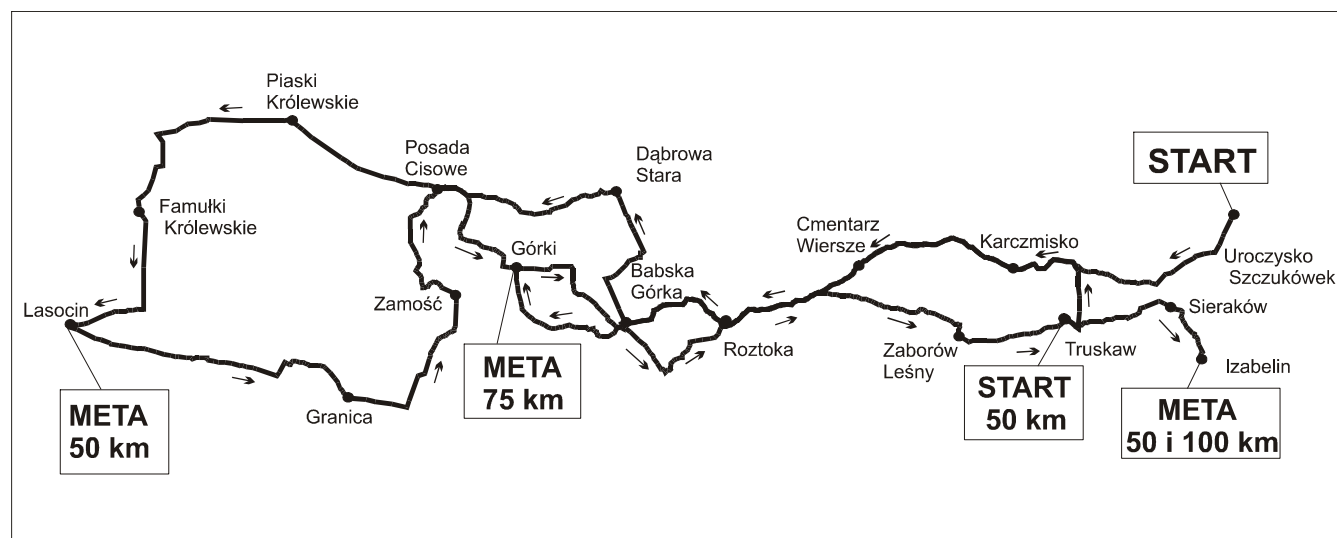 Piaski
Królewskie
Posada
Cisowe
Dąbrowa
Stara
START
Famułki
Królewskie
Górki
Cmentarz
Wiersze
Karczmisko
Uroczysko
Szczukówek
Babska
Górka
Zamość
Lasocin
Sieraków
Roztoka
Zaborów
Leśny
Truskaw
Izabelin
Granica
META
50 km
META
75 km
START
50 km
META
50 i 100 km